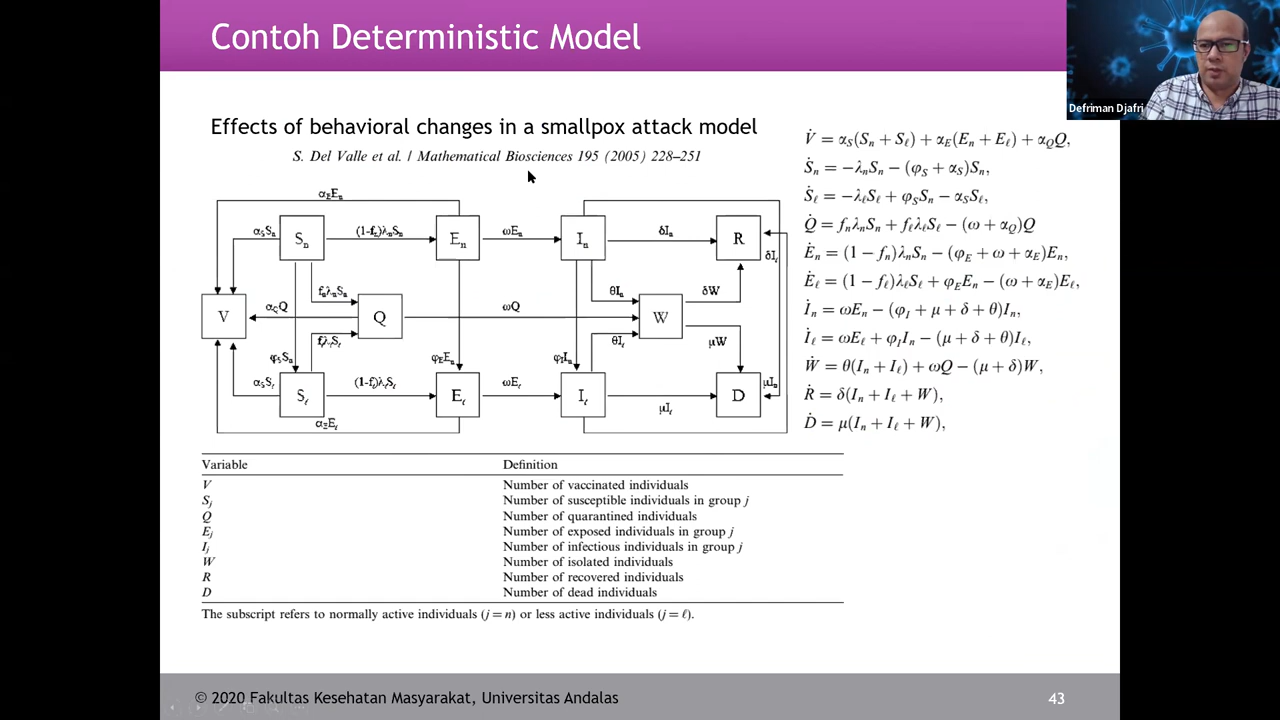 Contoh Deterministic Model
Defriman Djafri
Effects of behavioral changes in a smallpox attack model
S. Del Valle et al. / Mathematical Biosciences 195 (2005) 228–251
αEEn
αSSn
Sn
(1-fn)λnSn
En
ωEn
In
δIn
R
δIℓ
fnλnSn
θIn
δW
V
αQQ
Q
ωQ
W
fℓλℓSℓ
θIℓ
μW
φSSn
φEEn
φIIn
αSSℓ
Sℓ
(1-fℓ)λℓSℓ
Eℓ
ωEℓ
Iℓ
μIℓ
D
μIn
αEEℓ
V̇ = αS(Sn + Sℓ) + αE(En + Eℓ) + αQQ,
Ṡn = −λnSn − (φS + αS)Sn,
Ṡℓ = −λℓSℓ + φSSn − αSSℓ,
Q̇ = fnλnSn + fℓλℓSℓ − (ω + αQ)Q
Ėn = (1 − fn)λnSn − (φE + ω + αE)En,
Ėℓ = (1 − fℓ)λℓSℓ + φEEn − (ω + αE)Eℓ,
İn = ωEn − (φI + μ + δ + θ)In,
İℓ = ωEℓ + φIIn − (μ + δ + θ)Iℓ,
Ẇ = θ(In + Iℓ) + ωQ − (μ + δ)W,
Ṙ = δ(In + Iℓ + W),
Ḋ = μ(In + Iℓ + W),
Variable Definition
V Number of vaccinated individuals
Sj Number of susceptible individuals in group j
Q Number of quarantined individuals
Ej Number of exposed individuals in group j
Ij Number of infectious individuals in group j
W Number of isolated individuals
R Number of recovered individuals
D Number of dead individuals
The subscript refers to normally active individuals (j = n) or less active individuals (j = ℓ).
© 2020 Fakultas Kesehatan Masyarakat, Universitas Andalas
43